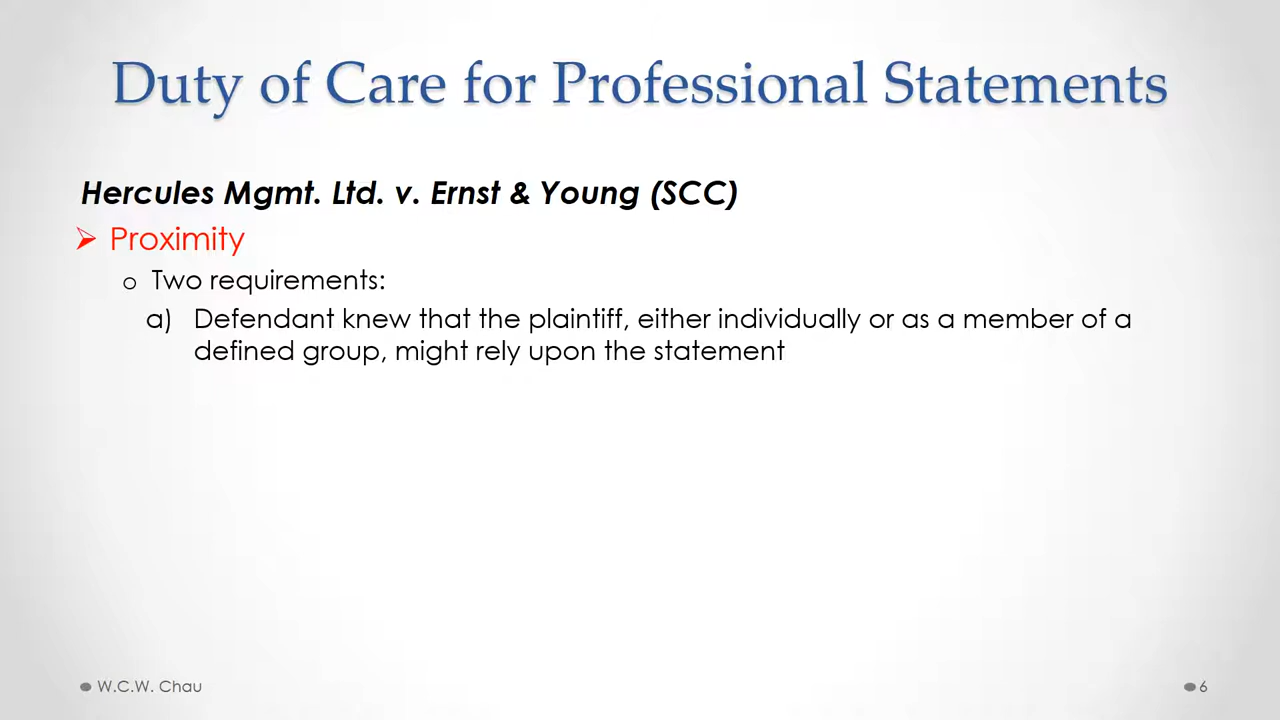 Duty of Care for Professional Statements
Hercules Mgmt. Ltd. v. Ernst & Young (SCC)
➢ Proximity
o Two requirements:
a) Defendant knew that the plaintiff, either individually or as a member of a
defined group, might rely upon the statement
● W.C.W. Chau
● 6